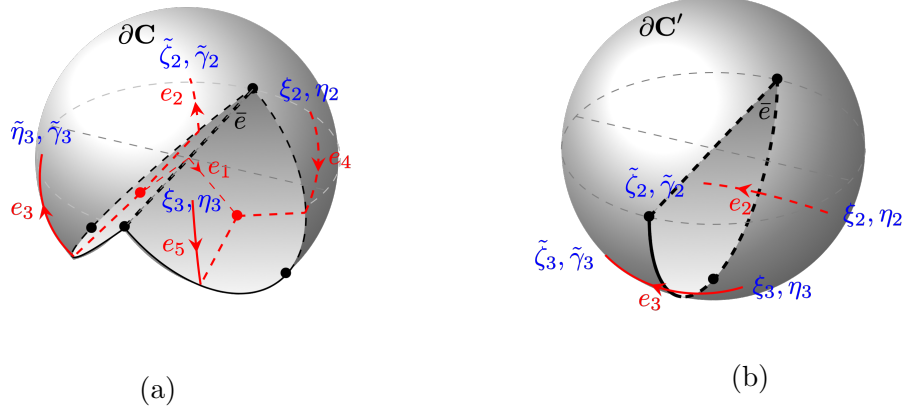 ∂C
ζ̃₂, γ̃₂
e₂
ξ₂, η₂
ē
η̃₃, γ̃₃
e₄
e₁
ξ₃, η₃
e₃
e₅
(a)
∂C′
ē
ζ̃₂, γ̃₂
e₂
ξ₂, η₂
ζ̃₃, γ̃₃
e₃
ξ₃, η₃
(b)